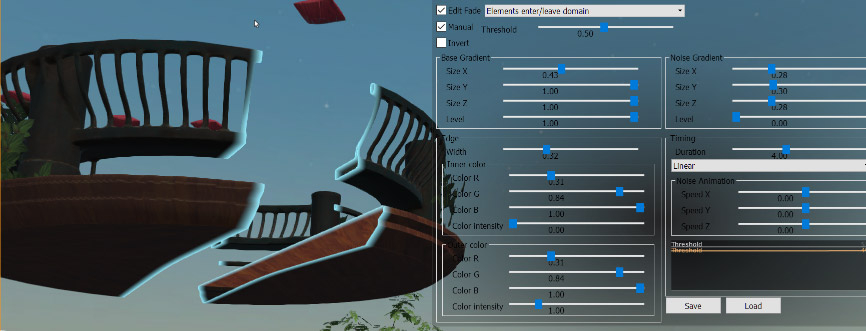 Edit Fade
Elements enter/leave domain
Manual
Threshold
0.50
Invert
Base Gradient
Size X
0.43
Size Y
1.00
Size Z
1.00
Level
1.00
Noise Gradient
Size X
0.28
Size Y
0.30
Size Z
0.28
Level
0.00
Edge
Width
0.32
Inner color
Color R
0.31
Color G
0.84
Color B
1.00
Color Intensity
0.00
Outer color
Color R
0.31
Color G
0.84
Color B
1.00
Color Intensity
Timing
Duration
4.00
Linear
Noise Animation
Speed X
0.00
Speed Y
0.00
Speed Z
0.00
Threshold
Threshold
Save
Load